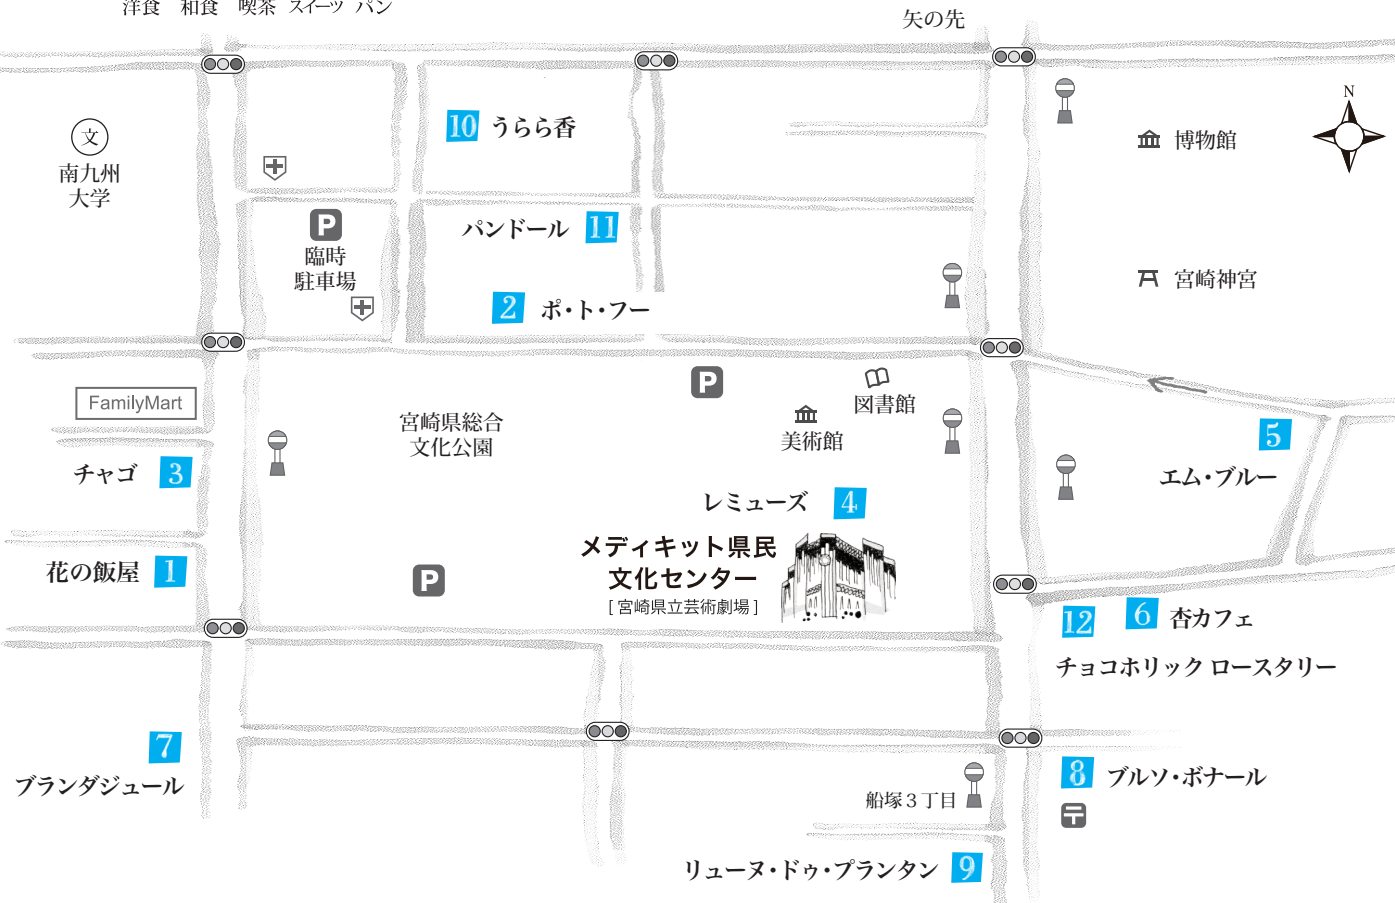 洋食 和食 喫茶 スイーツ パン
矢の先
N
文
南九州
大学
10 うらら香
博物館
P
臨時
駐車場
パンドール 11
宮崎神宮
2 ポ・ト・フー
FamilyMart
P
図書館
宮崎県総合
文化公園
美術館
5
エム・ブルー
チャゴ 3
レミューズ 4
メディキット県民
文化センター
[ 宮崎県立芸術劇場 ]
花の飯屋 1
P
12
6 杏カフェ
チョコホリック ロースタリー
7
ブランダジュール
8 ブルソ・ボナール
船塚３丁目
〒
リューヌ・ドゥ・プランタン 9